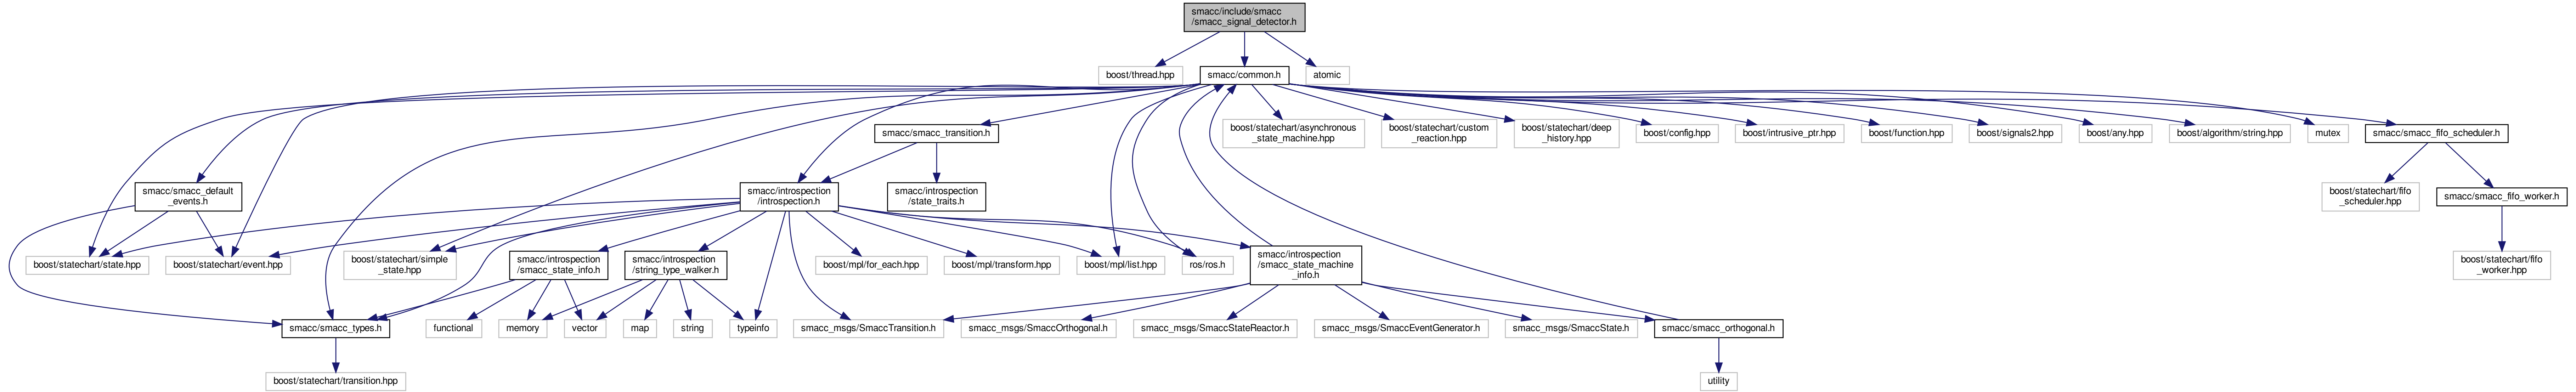 smacc/include/smacc
/smacc_signal_detector.h
boost/thread.hpp
smacc/common.h
atomic
smacc/smacc_transition.h
boost/statechart/asynchronous
_state_machine.hpp
boost/statechart/custom
_reaction.hpp
boost/statechart/deep
_history.hpp
boost/config.hpp
boost/intrusive_ptr.hpp
boost/function.hpp
boost/signals2.hpp
boost/any.hpp
boost/algorithm/string.hpp
mutex
smacc/smacc_fifo_scheduler.h
smacc/smacc_default
_events.h
smacc/introspection
/introspection.h
smacc/introspection
/state_traits.h
boost/statechart/fifo
_scheduler.hpp
smacc/smacc_fifo_worker.h
boost/statechart/state.hpp
boost/statechart/event.hpp
boost/statechart/simple
_state.hpp
smacc/introspection
/smacc_state_info.h
smacc/introspection
/string_type_walker.h
boost/mpl/for_each.hpp
boost/mpl/transform.hpp
boost/mpl/list.hpp
ros/ros.h
smacc/introspection
/smacc_state_machine
_info.h
boost/statechart/fifo
_worker.hpp
smacc/smacc_types.h
functional
memory
vector
map
string
typeinfo
smacc_msgs/SmaccTransition.h
smacc_msgs/SmaccOrthogonal.h
smacc_msgs/SmaccStateReactor.h
smacc_msgs/SmaccEventGenerator.h
smacc_msgs/SmaccState.h
smacc/smacc_orthogonal.h
boost/statechart/transition.hpp
utility